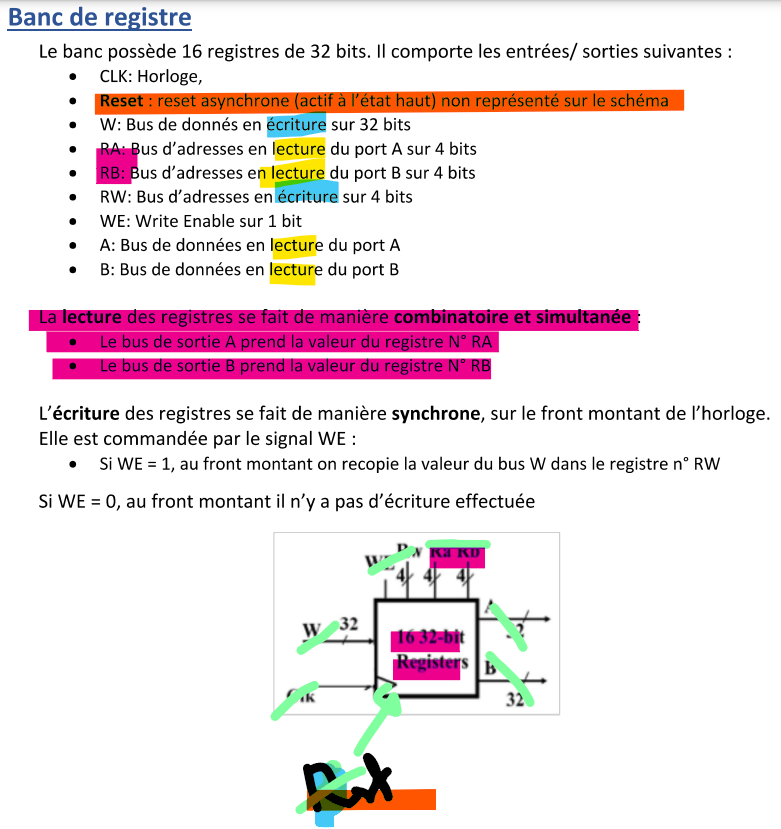 Banc de registre
Le banc possède 16 registres de 32 bits. Il comporte les entrées/ sorties suivantes :
• CLK: Horloge,
• Reset : reset asynchrone (actif à l'état haut) non représenté sur le schéma
• W: Bus de donnés en écriture sur 32 bits
• RA: Bus d'adresses en lecture du port A sur 4 bits
• RB: Bus d'adresses en lecture du port B sur 4 bits
• RW: Bus d'adresses en écriture sur 4 bits
• WE: Write Enable sur 1 bit
• A: Bus de données en lecture du port A
• B: Bus de données en lecture du port B
La lecture des registres se fait de manière combinatoire et simultanée :
• Le bus de sortie A prend la valeur du registre N° RA
• Le bus de sortie B prend la valeur du registre N° RB
L'écriture des registres se fait de manière synchrone, sur le front montant de l'horloge.
Elle est commandée par le signal WE :
• Si WE = 1, au front montant on recopie la valeur du bus W dans le registre n° RW
Si WE = 0, au front montant il n'y a pas d'écriture effectuée
WE Rw Ra Rb
4 4 4
W 32
A
32
16 32-bit
Registers
B
Clk
32